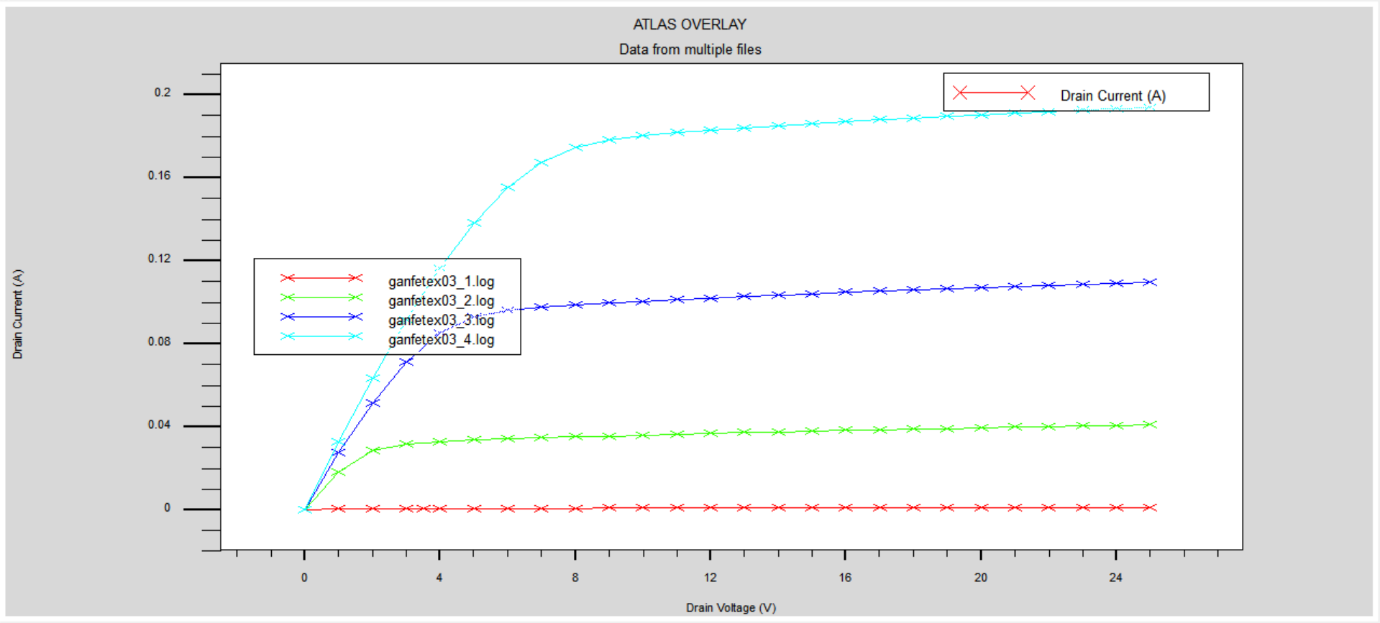 ATLAS OVERLAY
Data from multiple files
Drain Current (A)
0.2
0.16
0.12
0.08
0.04
0
Drain Current (A)
ganfetex03_1.log
ganfetex03_2.log
ganfetex03_3.log
ganfetex03_4.log
0 4 8 12 16 20 24
Drain Voltage (V)